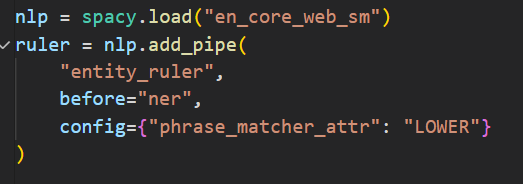 nlp = spacy.load("en_core_web_sm")
ruler = nlp.add_pipe(
    "entity_ruler",
    before="ner",
    config={"phrase_matcher_attr": "LOWER"}
)